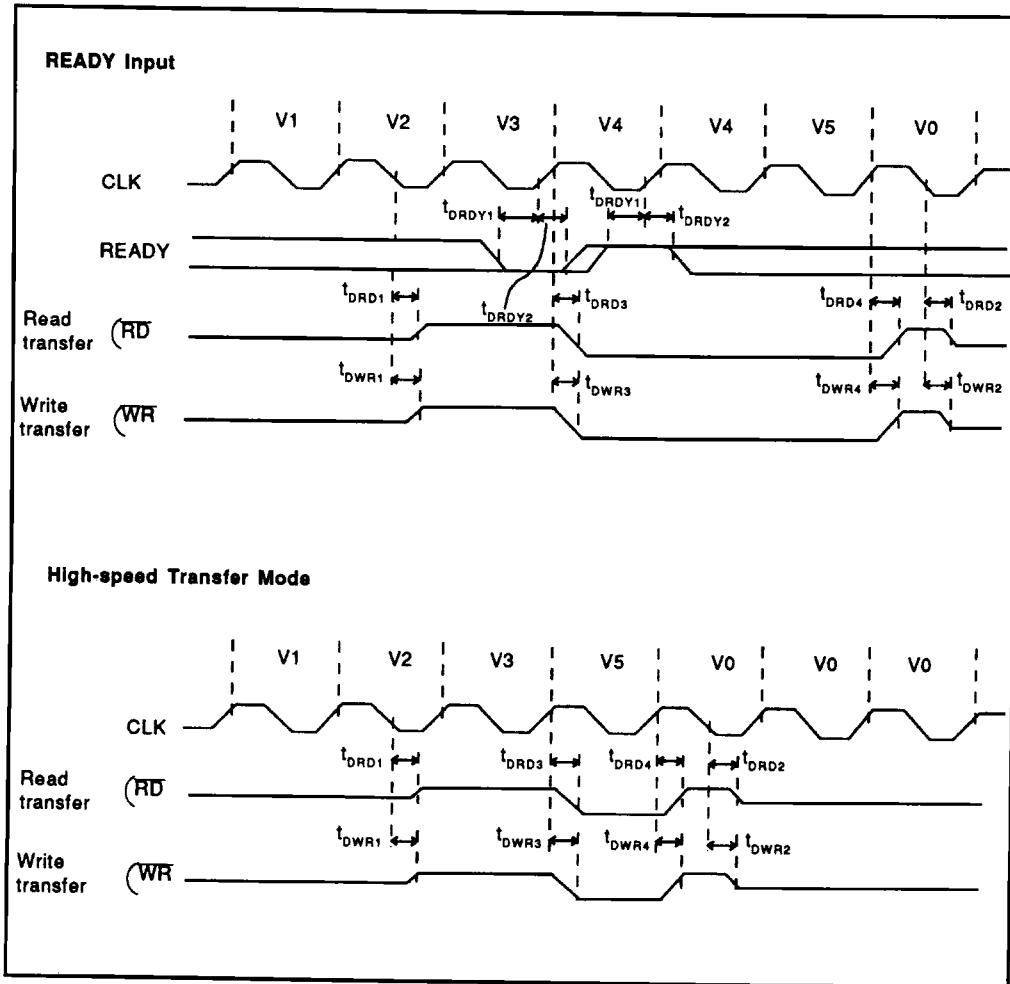 READY Input
V1 V2 V3 V4 V4 V5 V0
CLK
tDRDY1 tDRDY1 tDRDY2
READY
tDRD1 tDRDY2 tDRD3 tDRD4 tDRD2
Read transfer (RD
tDWR1 tDWR3 tDWR4 tDWR2
Write transfer (WR
High-speed Transfer Mode
V1 V2 V3 V5 V0 V0 V0
CLK
tDRD1 tDRD3 tDRD4 tDRD2
Read transfer (RD
tDWR1 tDWR3 tDWR4 tDWR2
Write transfer (WR